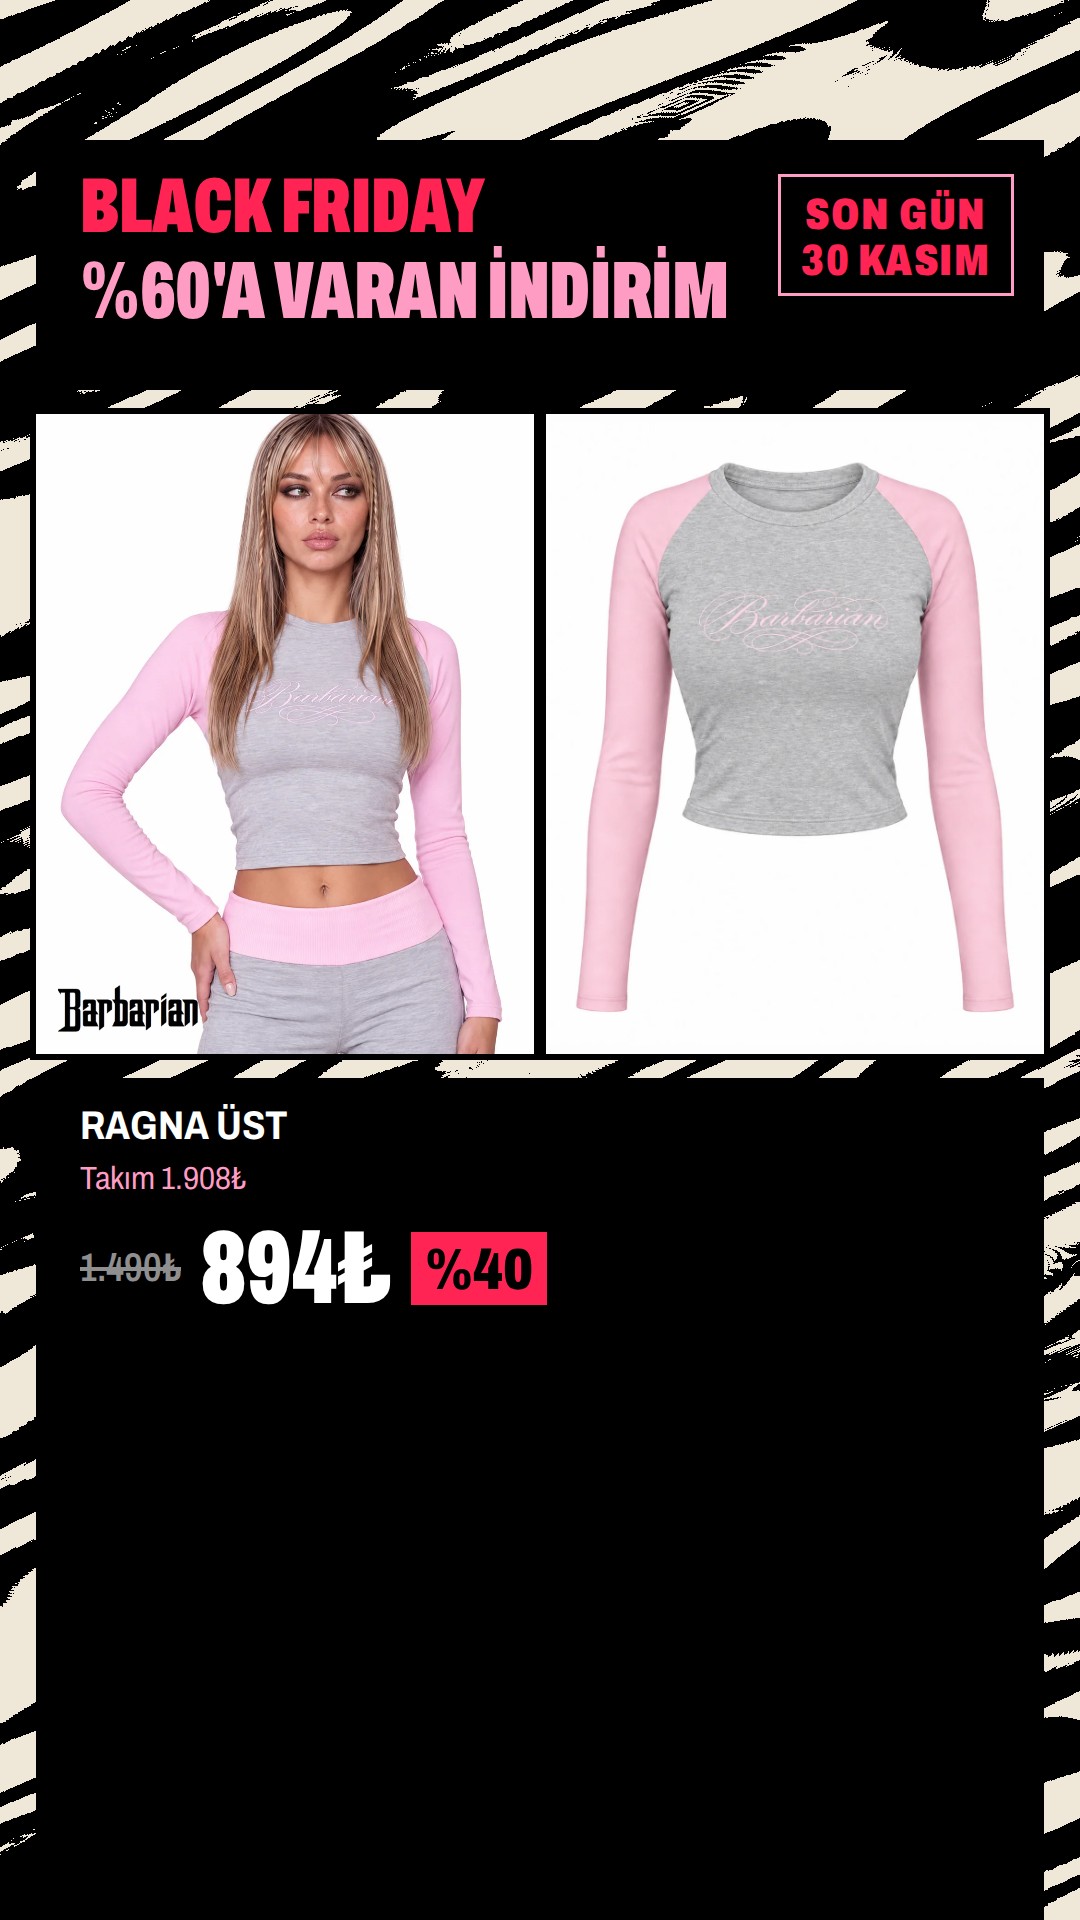 BLACK FRIDAY
%60'A VARAN İNDİRİM
SON GÜN
30 KASIM
Barbarian
Barbarian
Barbarian
RAGNA ÜST
Takım 1.908₺
1.490₺ 894₺ %40